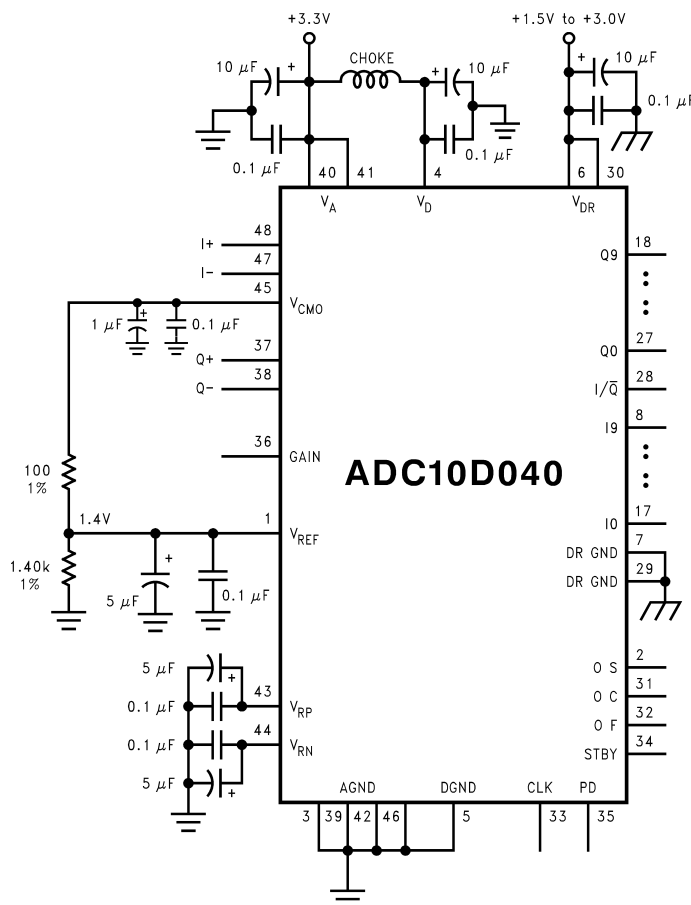 +3.3V
+1.5V to +3.0V
CHOKE
10 μF
+
+
10 μF
+
10 μF
0.1 μF
0.1 μF
0.1 μF
40
41
4
6
30
VA
VD
VDR
I+
48
I-
47
45
VCMO
1 μF
+
0.1 μF
Q+
37
Q-
38
36
GAIN
ADC10D040
Q9
18
Q0
27
I/Q̅
28
I9
8
I0
17
DR GND
7
DR GND
29
100
1%
1.4V
1
VREF
1.40k
1%
+
5 μF
0.1 μF
5 μF
+
43
0.1 μF
VRP
44
0.1 μF
VRN
5 μF
+
O S
2
O C
31
O F
32
STBY
34
AGND
DGND
CLK
PD
3
39
42
46
5
33
35